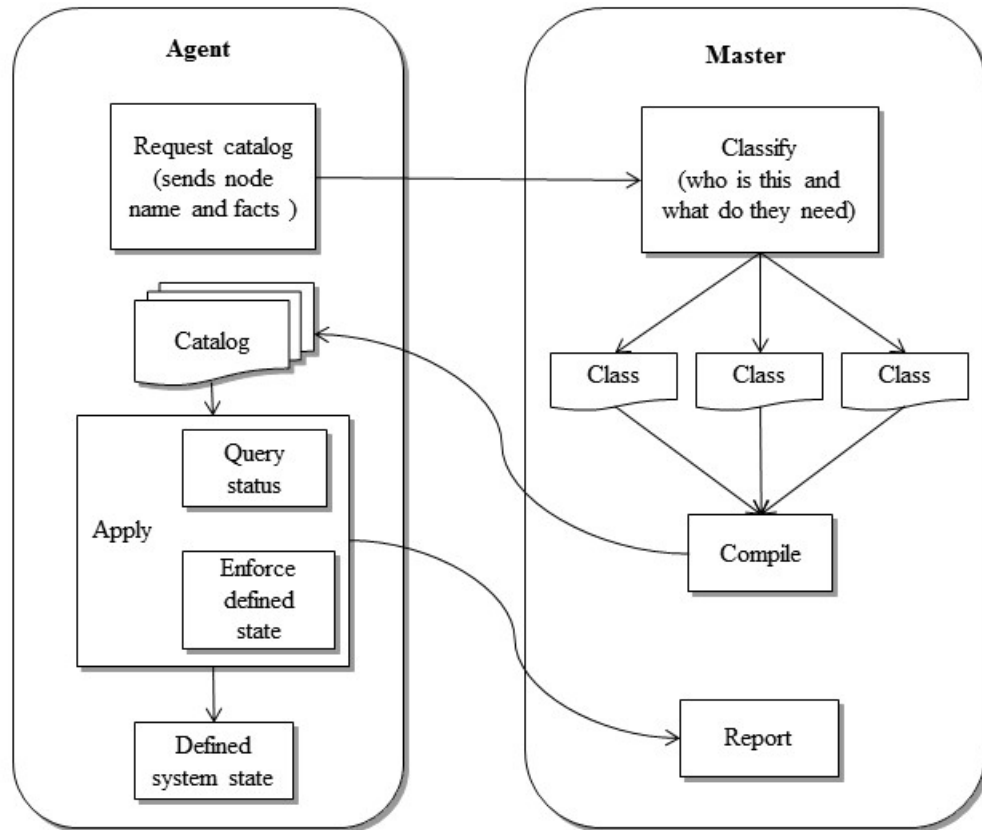 Agent
Request catalog
(sends node
name and facts )
Catalog
Query
status
Apply
Enforce
defined
state
Defined
system state
Master
Classify
(who is this and
what do they need)
Class
Class
Class
Compile
Report